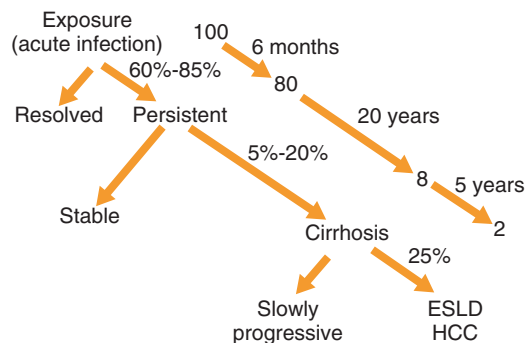 Exposure
(acute infection)
100
6 months
60%-85%
80
Resolved
Persistent
20 years
5%-20%
8
5 years
Stable
2
Cirrhosis
25%
Slowly
progressive
ESLD
HCC